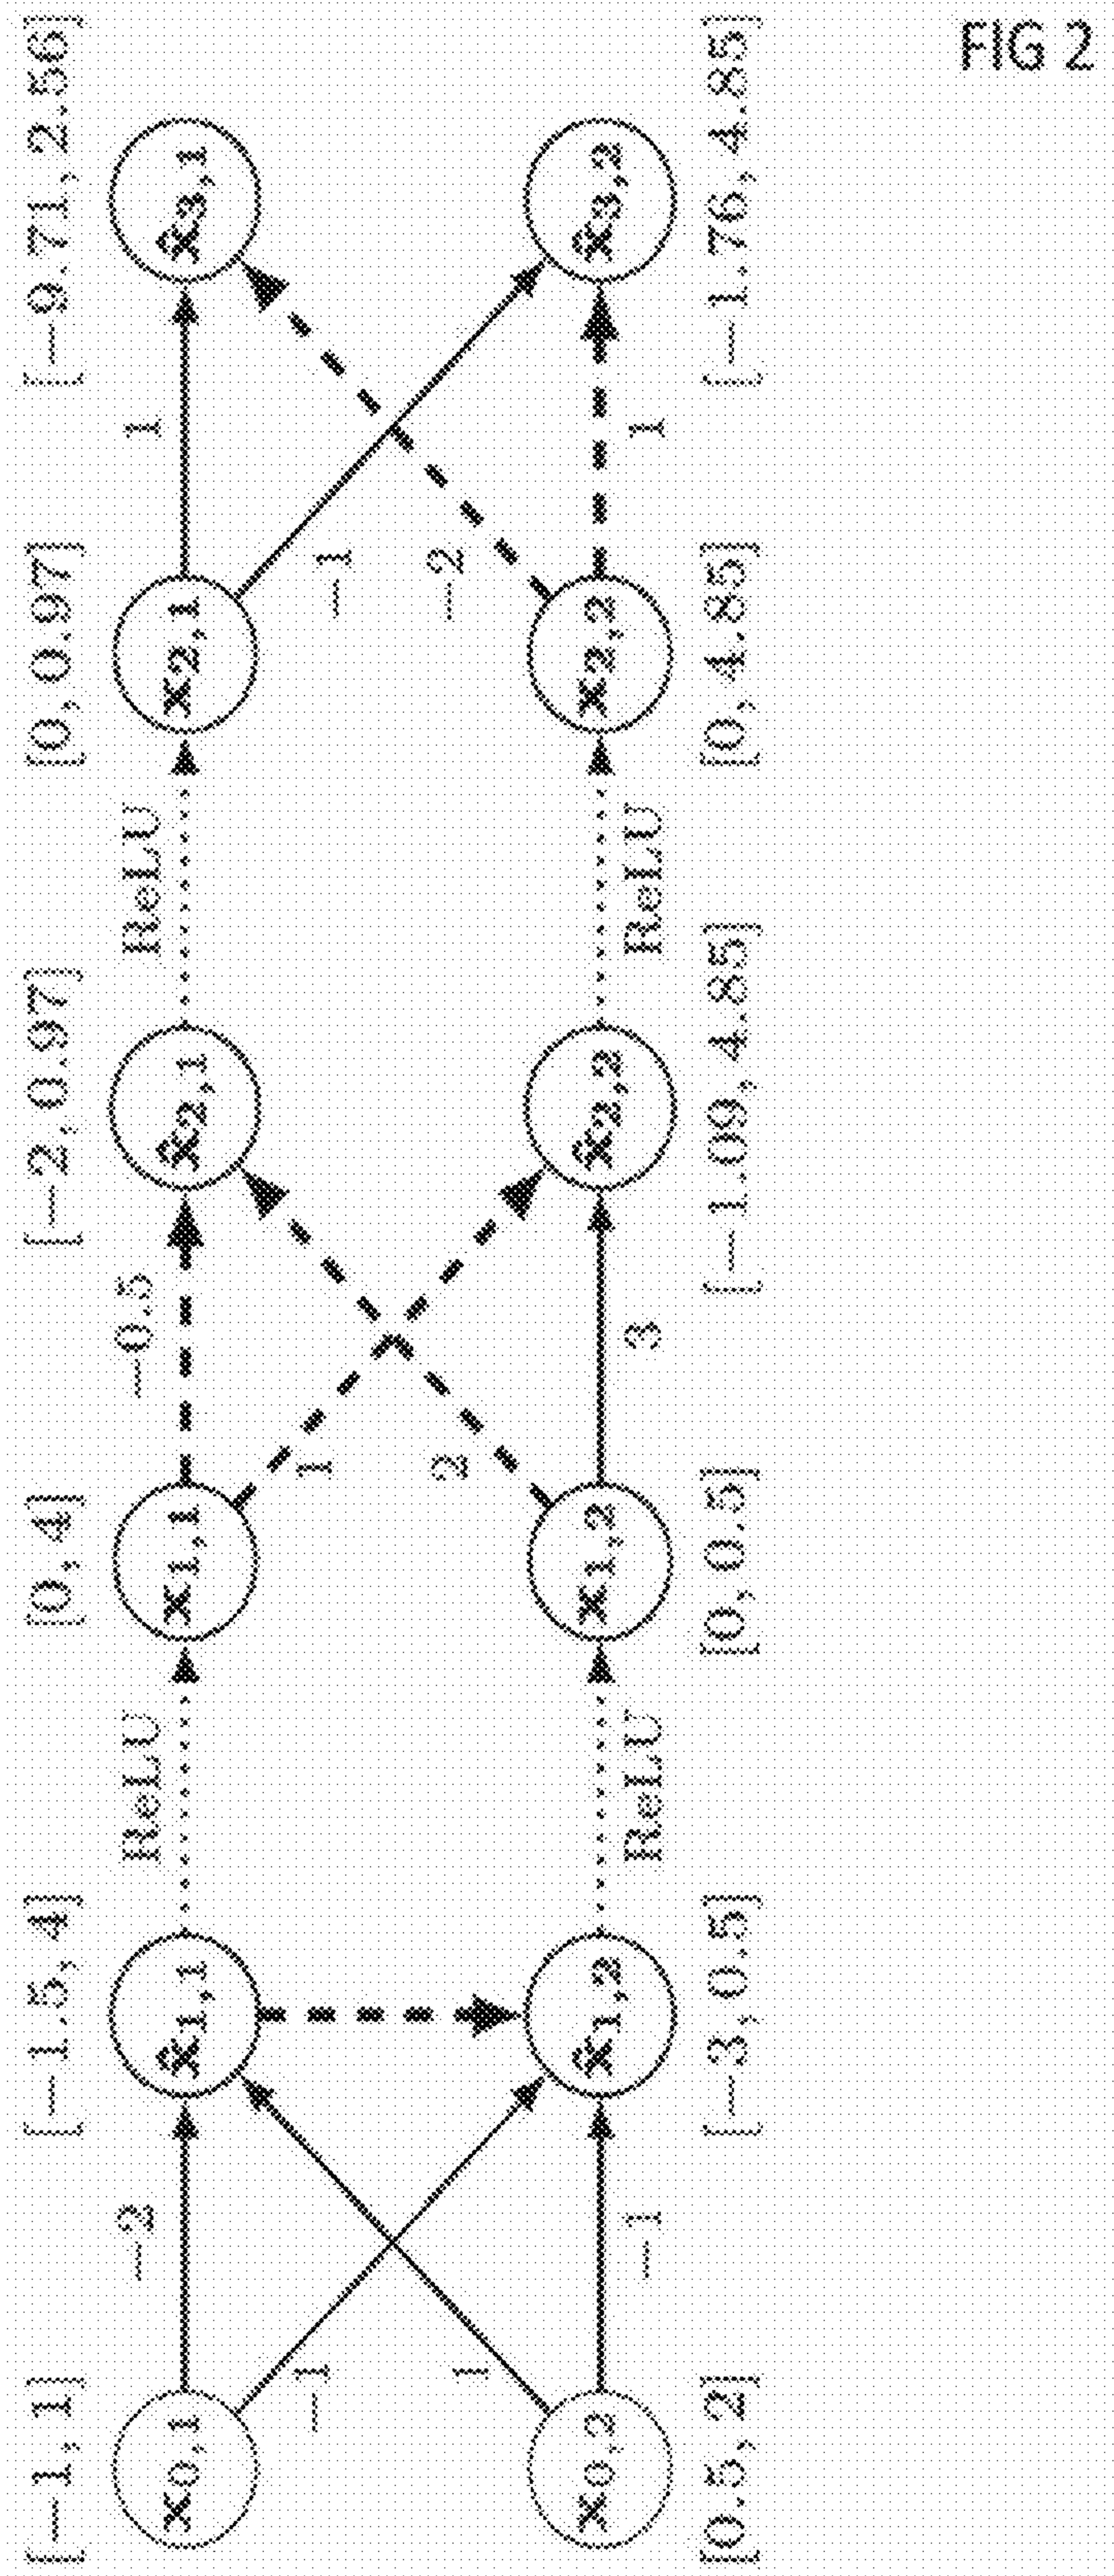 [−1, 1]
[−1.5, 4]
[0, 4]
[−2, 0.97]
[0, 0.97]
[−9.71, 2.56]
−2
ReLU
−0.5
ReLU
1
x0,1
x̂1,1
x1,1
x̂2,1
x2,1
x̂3,1
−1
1
−1
1
2
−2
x0,2
x̂1,2
x1,2
x̂2,2
x2,2
x̂3,2
−1
ReLU
3
ReLU
1
[0.5, 2]
[−3, 0.5]
[0, 0.5]
[−1.09, 4.85]
[0, 4.85]
[−1.76, 4.85]
FIG 2